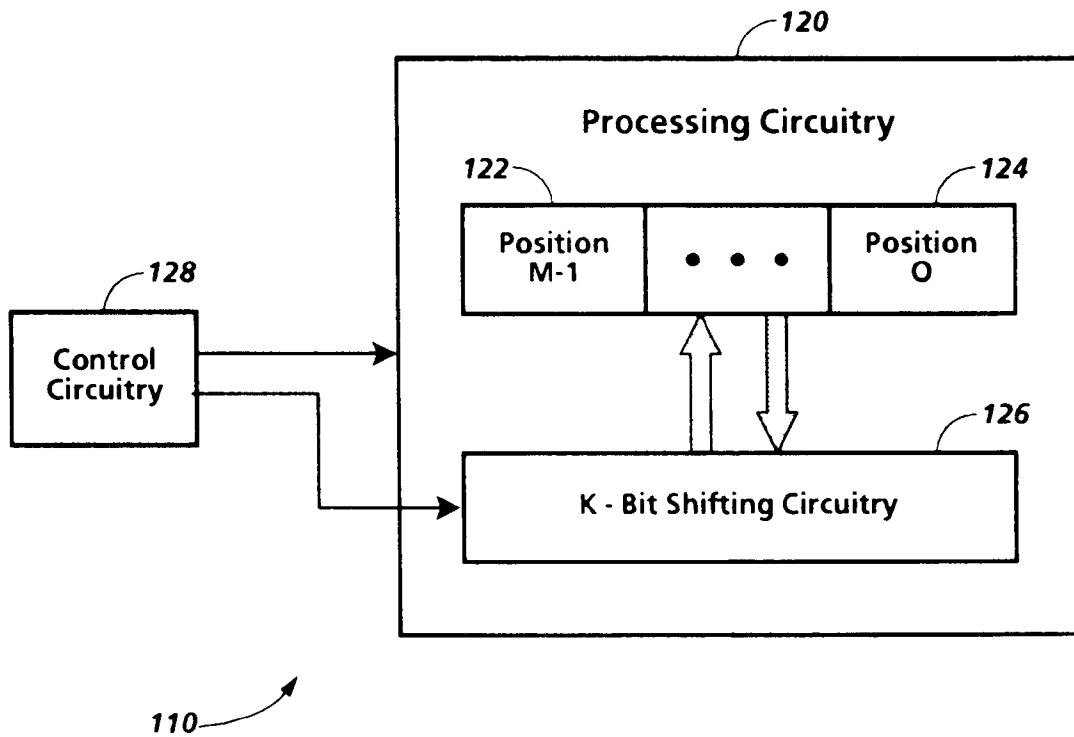 120
Processing Circuitry
122
124
Position
M-1
• • •
Position
O
128
Control
Circuitry
126
K - Bit Shifting Circuitry
110